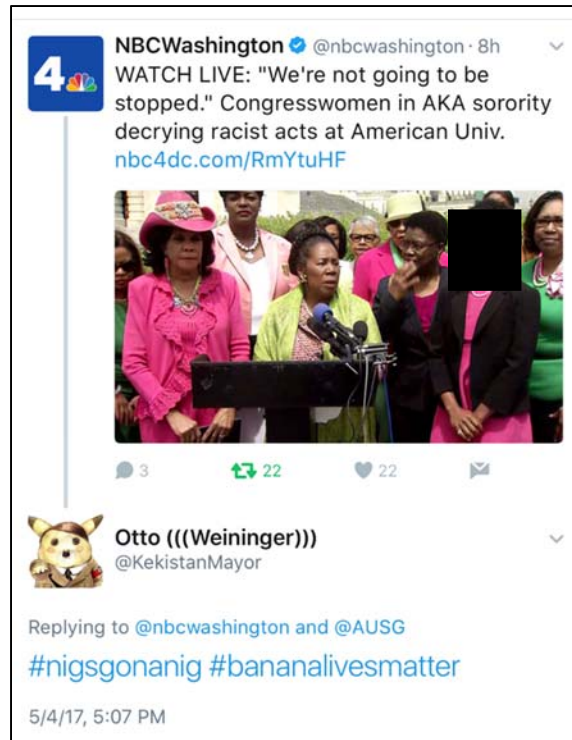 4
NBCWashington @nbcwashington · 8h
WATCH LIVE: "We're not going to be
stopped." Congresswomen in AKA sorority
decrying racist acts at American Univ.
nbc4dc.com/RmYtuHF
3 22 22
Otto (((Weininger)))
@KekistanMayor
Replying to @nbcwashington and @AUSG
#nigsgonanig #bananalivesmatter
5/4/17, 5:07 PM